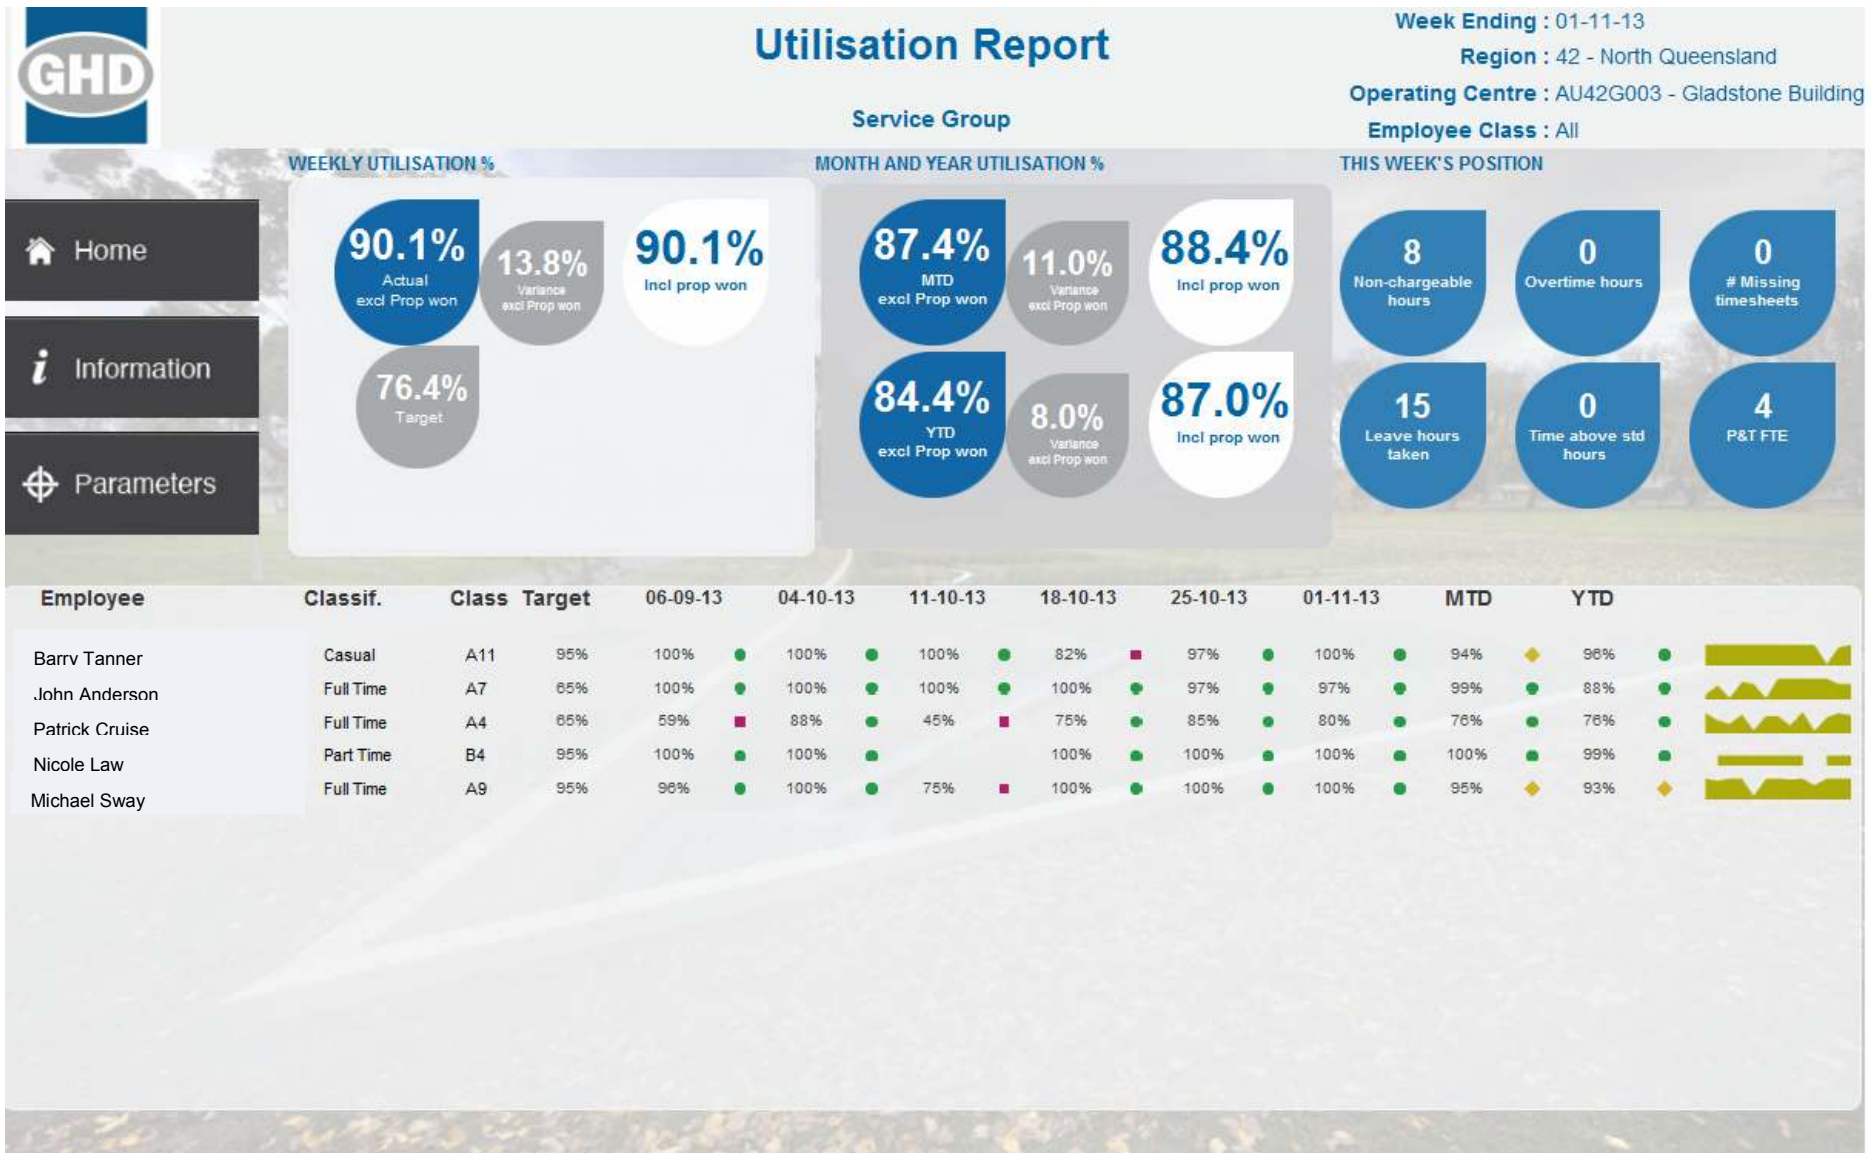 GHD
Utilisation Report
Service Group
Week Ending : 01-11-13
Region : 42 - North Queensland
Operating Centre : AU42G003 - Gladstone Building
Employee Class : All
Home
Information
Parameters
WEEKLY UTILISATION %
90.1%
Actual
excl Prop won
13.8%
Variance
excl Prop won
90.1%
Incl prop won
76.4%
Target
MONTH AND YEAR UTILISATION %
87.4%
MTD
excl Prop won
11.0%
Variance
excl Prop won
88.4%
Incl prop won
84.4%
YTD
excl Prop won
8.0%
Variance
excl Prop won
87.0%
Incl prop won
THIS WEEK'S POSITION
8
Non-chargeable
hours
0
Overtime hours
0
# Missing
timesheets
15
Leave hours
taken
0
Time above std
hours
4
P&T FTE
Employee Classif. Class Target 06-09-13 04-10-13 11-10-13 18-10-13 25-10-13 01-11-13 MTD YTD
Barry Tanner Casual A11 95% 100% 100% 100% 82% 97% 100% 94% 96%
John Anderson Full Time A7 65% 100% 100% 100% 100% 97% 97% 99% 88%
Patrick Cruise Full Time A4 65% 59% 88% 45% 75% 85% 80% 76% 76%
Nicole Law Part Time B4 95% 100% 100% 100% 100% 100% 100% 99%
Michael Sway Full Time A9 95% 96% 100% 75% 100% 100% 100% 95% 93%